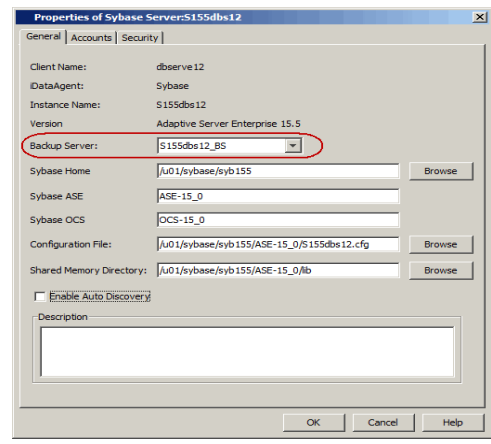 Properties of Sybase Server:S155dbs12
General Accounts Security
Client Name: dbserve12
iDataAgent: Sybase
Instance Name: S155dbs12
Version Adaptive Server Enterprise 15.5
Backup Server: S155dbs12_BS
Sybase Home /u01/sybase/syb155 Browse
Sybase ASE ASE-15_0
Sybase OCS OCS-15_0
Configuration File: /u01/sybase/syb155/ASE-15_0/S155dbs12.cfg Browse
Shared Memory Directory: /u01/sybase/syb155/ASE-15_0/lib Browse
Enable Auto Discovery
Description
OK Cancel Help